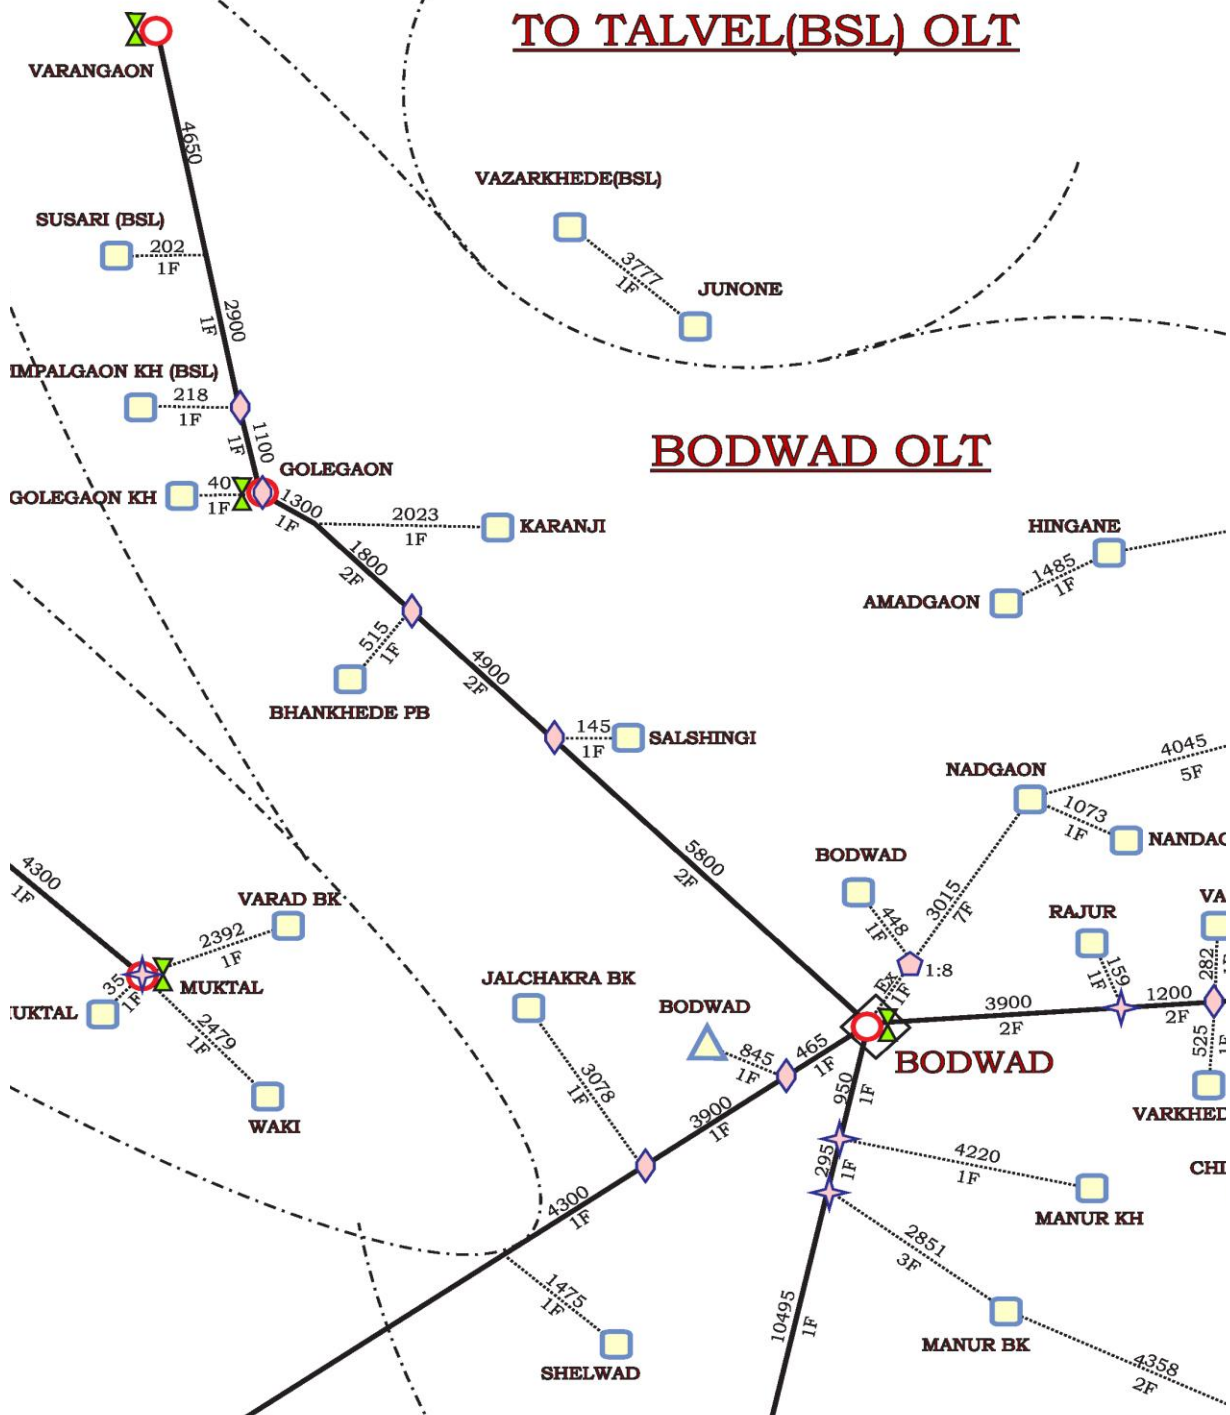 TO TALVEL(BSL) OLT
VARANGAON
4650
VAZARKHEDE(BSL)
SUSARI (BSL)
202
1F
3777
1F
JUNONE
2900
1F
IMPALGAON KH (BSL)
218
1F
1100
1F
BODWAD OLT
GOLEGAON
GOLEGAON KH
40
1F
1300
1F
2023
1F
KARANJI
HINGANE
1485
1F
AMADGAON
1800
2F
515
1F
BHANKHEDE PB
4900
2F
145
1F
SALSHINGI
4045
5F
NADGAON
1073
1F
NANDAG
5800
2F
BODWAD
448
1F
3015
7F
4300
1F
VARAD BK
2392
1F
RAJUR
159
1F
VA
282
1F
1:8
Ex
1F
MUKTAL
35
1F
UKTAL
2479
1F
WAKI
JALCHAKRA BK
3078
1F
BODWAD
845
1F
465
1F
3900
2F
1200
2F
BODWAD
525
1F
VARKHED
950
1F
3900
1F
295
1F
4220
1F
MANUR KH
CHI
4300
1F
2851
3F
1475
1F
SHELWAD
10495
1F
MANUR BK
4358
2F